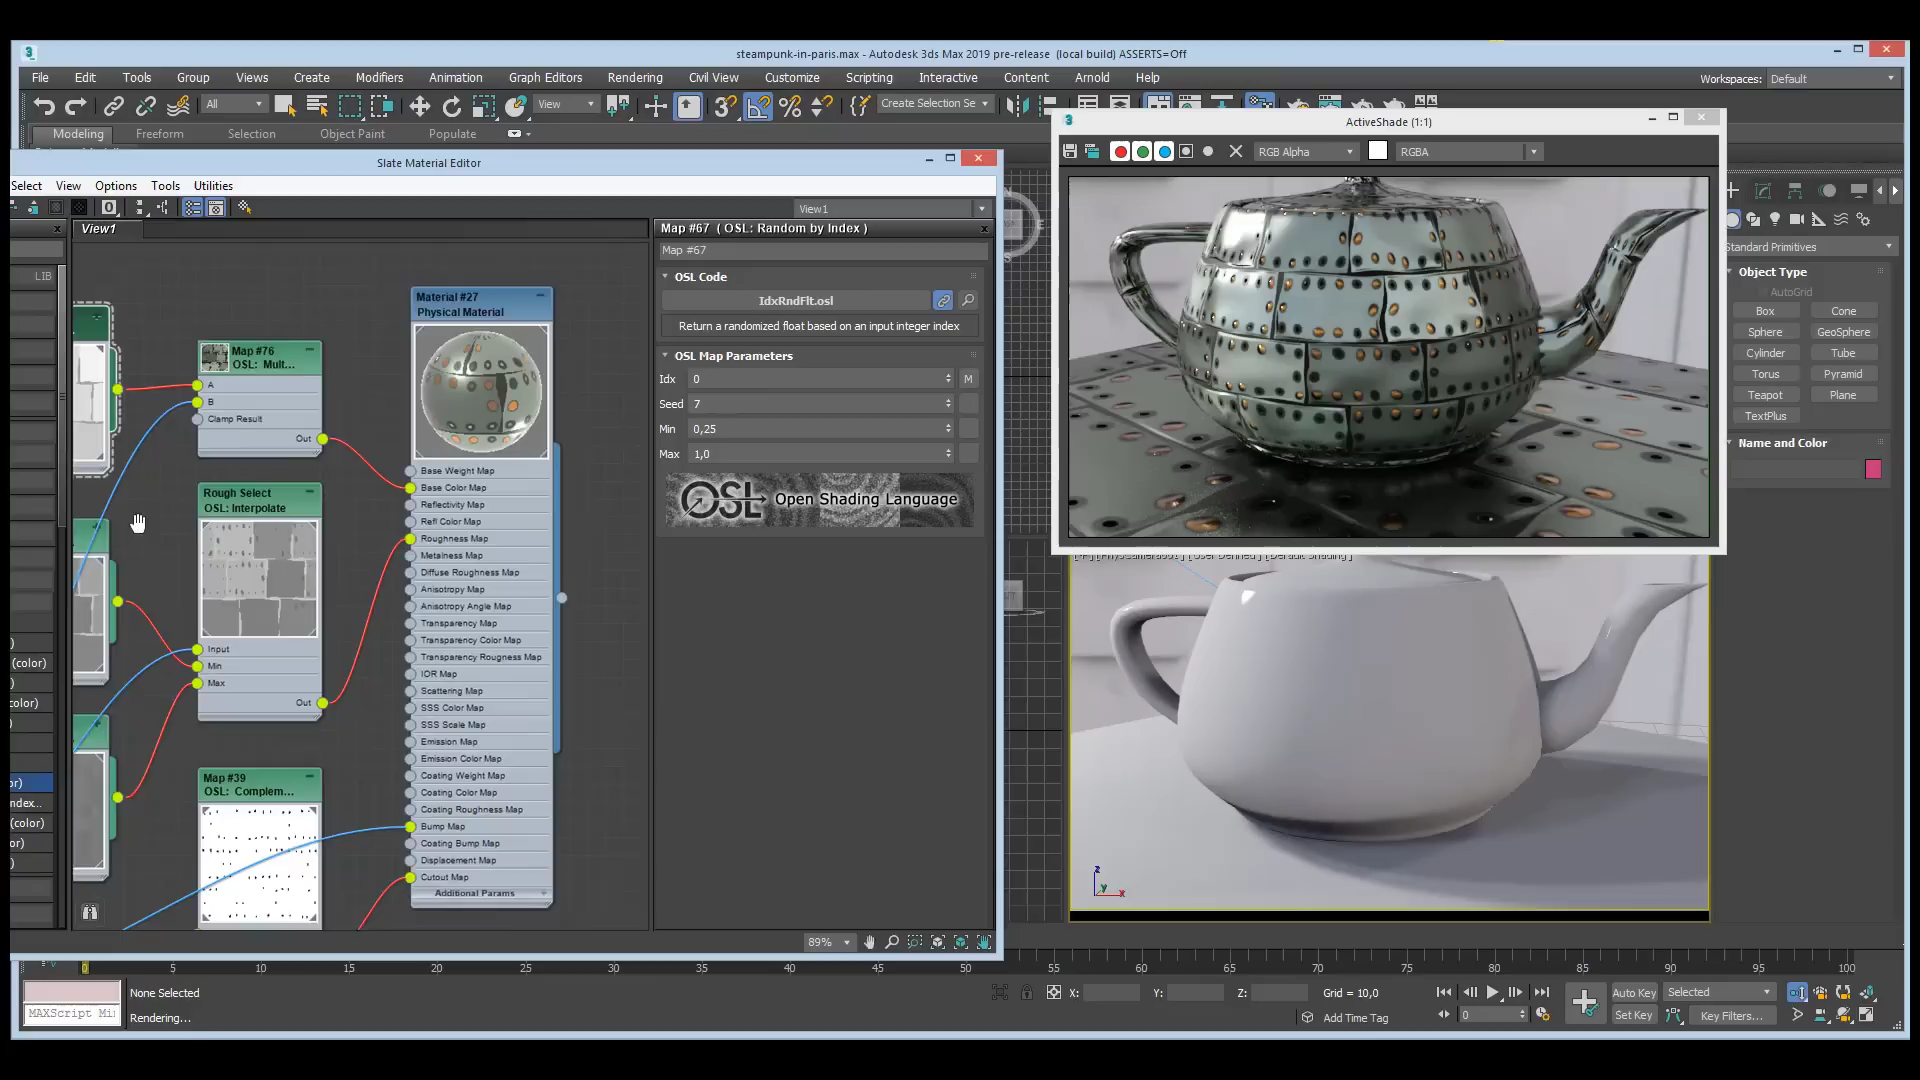 steampunk-in-paris.max - Autodesk 3ds Max 2019 pre-release (local build) ASSERTS=Off
File Edit Tools Group Views Create Modifiers Animation Graph Editors Rendering Civil View Customize Scripting Interactive Content Arnold Help
Workspaces: Default
All
View
Create Selection Se
Modeling Freeform Selection Object Paint Populate
ActiveShade (1:1)
RGB Alpha
RGBA
Slate Material Editor
Select View Options Tools Utilities
View1
View1
LIB
(color)
Map #67 ( OSL: Random by Index )
Map #67
OSL Code
IdxRndFlt.osl
Return a randomized float based on an input integer index
OSL Map Parameters
Idx 0 M
Seed 7
Min 0,25
Max 1,0
OSL Open Shading Language
Map #76
OSL: Mult...
A
B
Clamp Result
Out
Rough Select
OSL: Interpolate
Input
Min
Max
Out
Map #39
OSL: Complem...
Material #27
Physical Material
Base Weight Map
Base Color Map
Reflectivity Map
Refl Color Map
Roughness Map
Metalness Map
Diffuse Roughness Map
Anisotropy Map
Anisotropy Angle Map
Transparency Map
Transparency Color Map
Transparency Rougness Map
IOR Map
Scattering Map
SSS Color Map
SSS Scale Map
Emission Map
Emission Color Map
Coating Weight Map
Coating Color Map
Coating Roughness Map
Bump Map
Coating Bump Map
Displacement Map
Cutout Map
Additional Params
89%
Standard Primitives
Object Type
AutoGrid
Box Cone
Sphere GeoSphere
Cylinder Tube
Torus Pyramid
Teapot Plane
TextPlus
Name and Color
z
y
x
0 5 10 15 20 25 30 35 40 45 50 55 60 65 70 75 80 85 90 95 100
None Selected
MAXScript Mi
Rendering...
X: Y: Z: Grid = 10,0
Add Time Tag
0
Auto Key Selected
Set Key Key Filters...